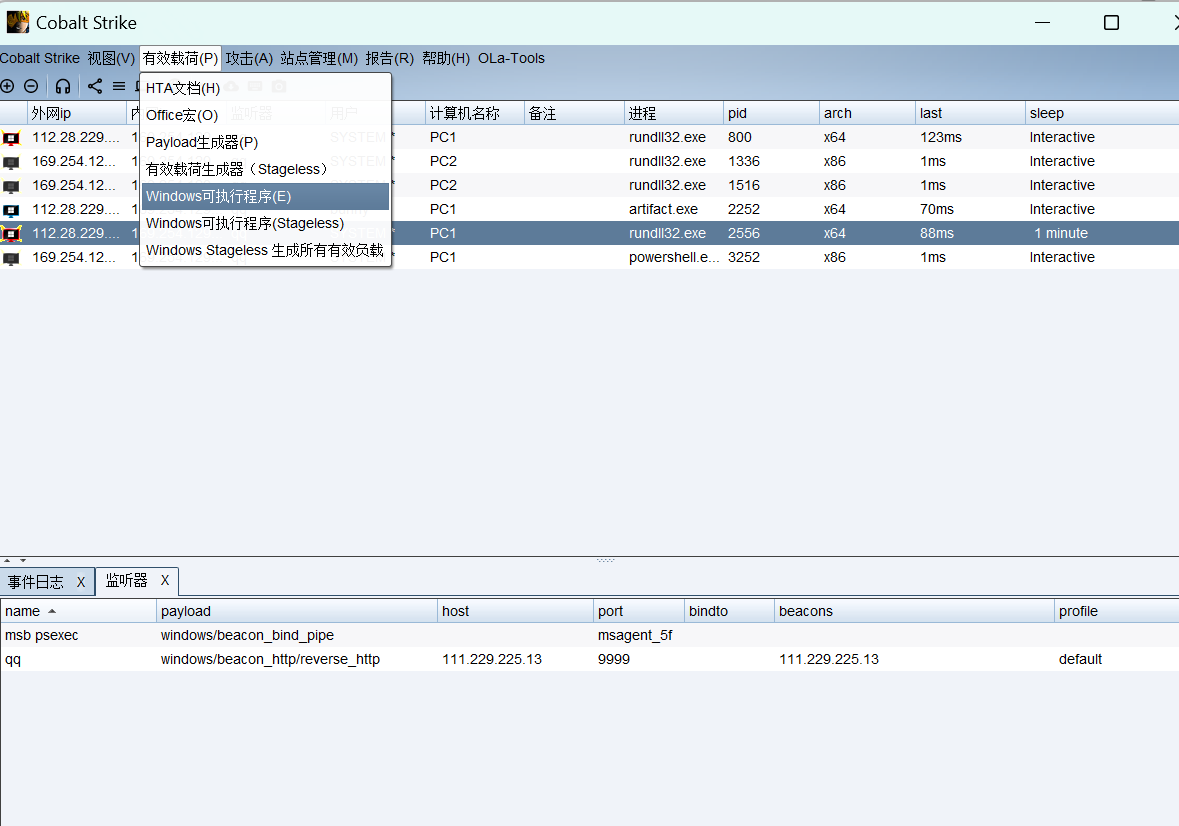 Cobalt Strike
Cobalt Strike 视图(V) 有效载荷(P) 攻击(A) 站点管理(M) 报告(R) 帮助(H) OLa-Tools
HTA文档(H)
Office宏(O)
Payload生成器(P)
有效载荷生成器（Stageless）
Windows可执行程序(E)
Windows可执行程序(Stageless)
Windows Stageless 生成所有有效负载
外网ip 监听器 用户 计算机名称 备注 进程 pid arch last sleep
112.28.229.... 1 SYSTEM * PC1 rundll32.exe 800 x64 123ms Interactive
169.254.12... 1 SYSTEM * PC2 rundll32.exe 1336 x86 1ms Interactive
169.254.12... 1 SYSTEM * PC2 rundll32.exe 1516 x86 1ms Interactive
112.28.229.... 1 PC1 artifact.exe 2252 x64 70ms Interactive
112.28.229.... 1 * PC1 rundll32.exe 2556 x64 88ms 1 minute
169.254.12... 1 * PC1 powershell.e... 3252 x86 1ms Interactive
事件日志 X 监听器 X
name payload host port bindto beacons profile
msb psexec windows/beacon_bind_pipe msagent_5f
qq windows/beacon_http/reverse_http 111.229.225.13 9999 111.229.225.13 default